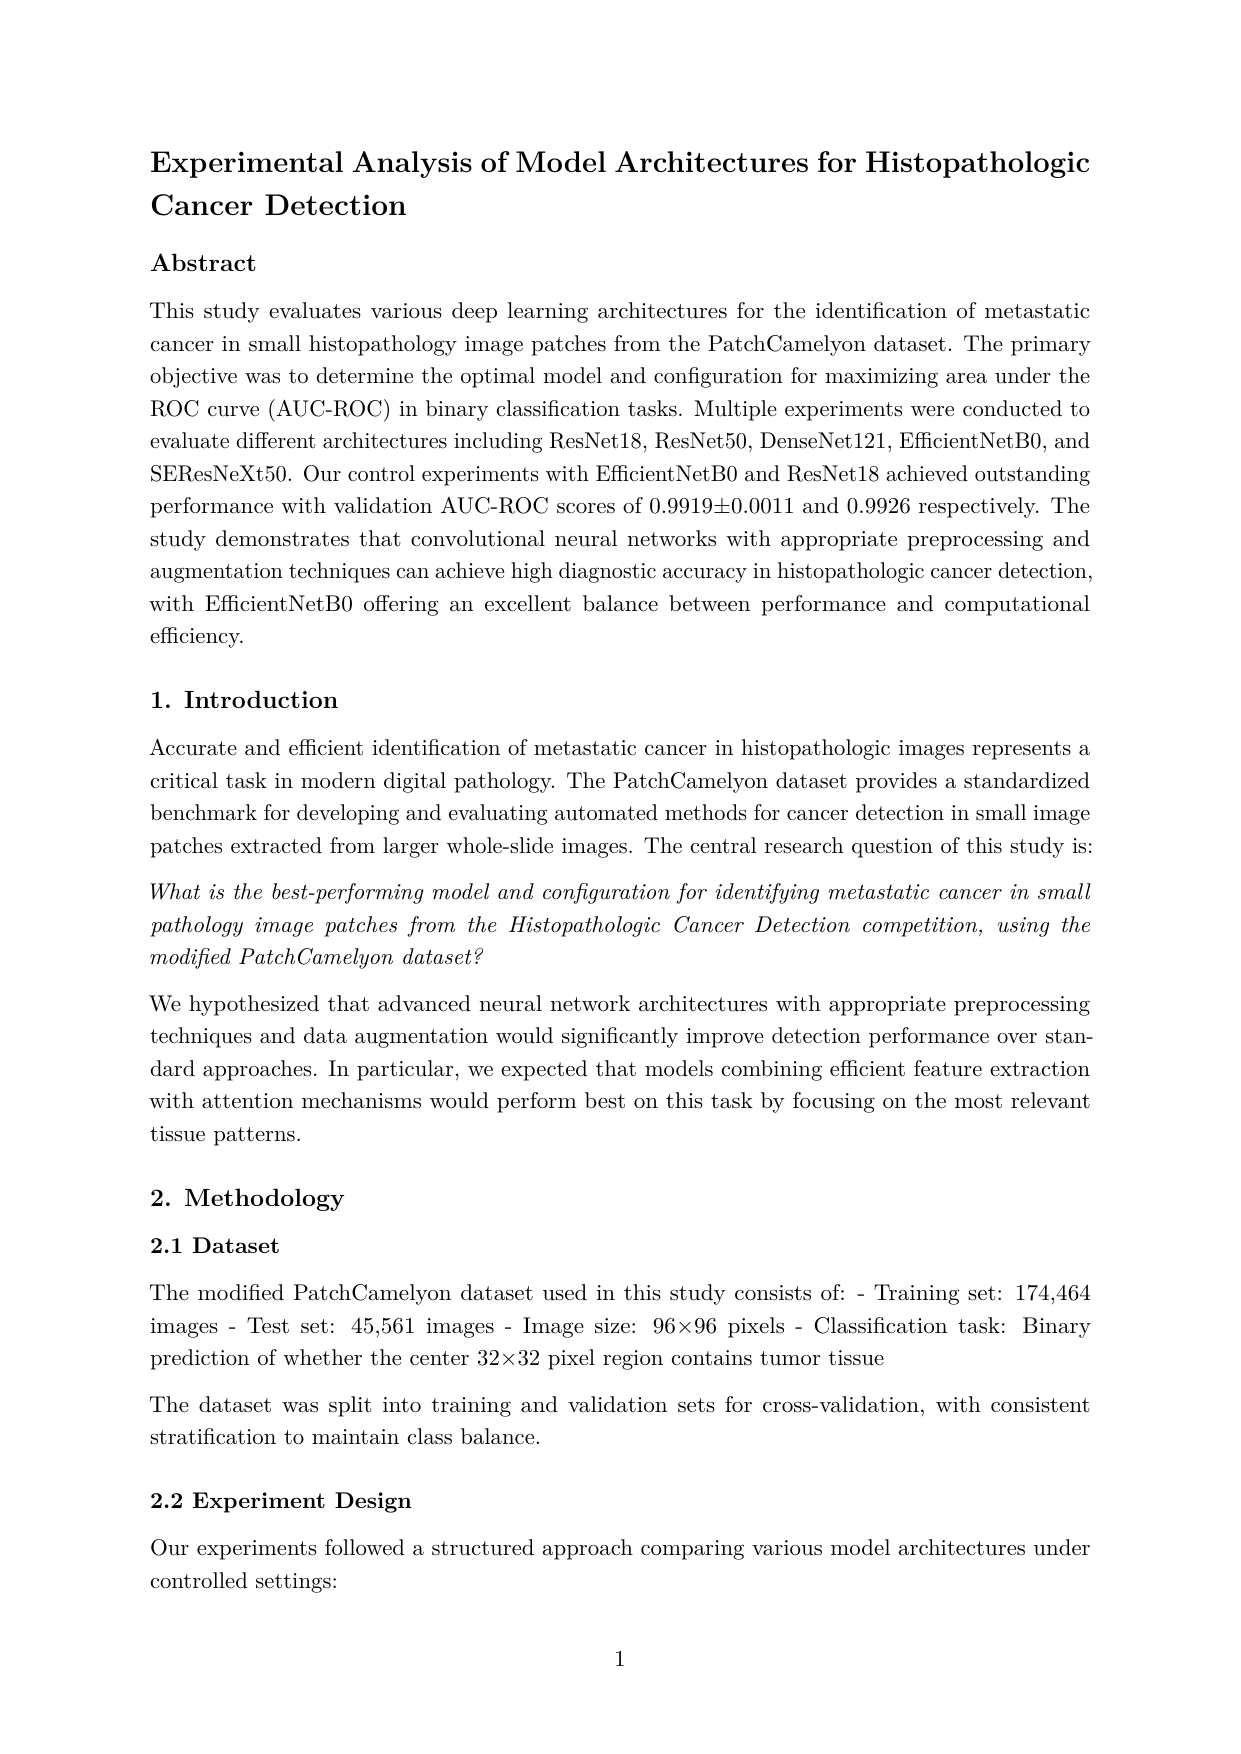 Experimental Analysis of Model Architectures for Histopathologic
Cancer Detection
Abstract
This study evaluates various deep learning architectures for the identification of metastatic
cancer in small histopathology image patches from the PatchCamelyon dataset. The primary
objective was to determine the optimal model and configuration for maximizing area under the
ROC curve (AUC-ROC) in binary classification tasks. Multiple experiments were conducted to
evaluate different architectures including ResNet18, ResNet50, DenseNet121, EfficientNetB0, and
SEResNeXt50. Our control experiments with EfficientNetB0 and ResNet18 achieved outstanding
performance with validation AUC-ROC scores of 0.9919±0.0011 and 0.9926 respectively. The
study demonstrates that convolutional neural networks with appropriate preprocessing and
augmentation techniques can achieve high diagnostic accuracy in histopathologic cancer detection,
with EfficientNetB0 offering an excellent balance between performance and computational
efficiency.
1. Introduction
Accurate and efficient identification of metastatic cancer in histopathologic images represents a
critical task in modern digital pathology. The PatchCamelyon dataset provides a standardized
benchmark for developing and evaluating automated methods for cancer detection in small image
patches extracted from larger whole-slide images. The central research question of this study is:
What is the best-performing model and configuration for identifying metastatic cancer in small
pathology image patches from the Histopathologic Cancer Detection competition, using the
modified PatchCamelyon dataset?
We hypothesized that advanced neural network architectures with appropriate preprocessing
techniques and data augmentation would significantly improve detection performance over stan-
dard approaches. In particular, we expected that models combining efficient feature extraction
with attention mechanisms would perform best on this task by focusing on the most relevant
tissue patterns.
2. Methodology
2.1 Dataset
The modified PatchCamelyon dataset used in this study consists of: - Training set: 174,464
images - Test set: 45,561 images - Image size: 96×96 pixels - Classification task: Binary
prediction of whether the center 32×32 pixel region contains tumor tissue
The dataset was split into training and validation sets for cross-validation, with consistent
stratification to maintain class balance.
2.2 Experiment Design
Our experiments followed a structured approach comparing various model architectures under
controlled settings:
1